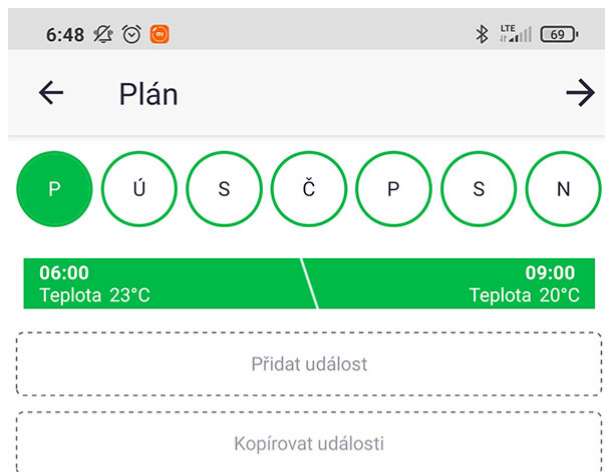 6:48 LTE 69
Plán
P Ú S Č P S N
06:00 09:00
Teplota 23°C Teplota 20°C
Přidat událost
Kopírovat události